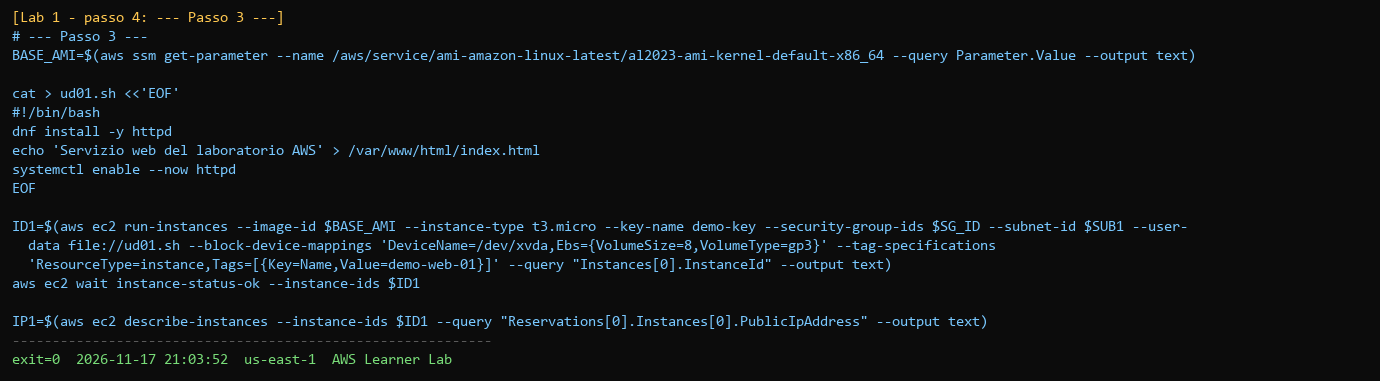 [Lab 1 - passo 4: --- Passo 3 ---]
# --- Passo 3 ---
BASE_AMI=$(aws ssm get-parameter --name /aws/service/ami-amazon-linux-latest/al2023-ami-kernel-default-x86_64 --query Parameter.Value --output text)

cat > ud01.sh <<'EOF'
#!/bin/bash
dnf install -y httpd
echo 'Servizio web del laboratorio AWS' > /var/www/html/index.html
systemctl enable --now httpd
EOF

ID1=$(aws ec2 run-instances --image-id $BASE_AMI --instance-type t3.micro --key-name demo-key --security-group-ids $SG_ID --subnet-id $SUB1 --user-
  data file://ud01.sh --block-device-mappings 'DeviceName=/dev/xvda,Ebs={VolumeSize=8,VolumeType=gp3}' --tag-specifications
  'ResourceType=instance,Tags=[{Key=Name,Value=demo-web-01}]' --query "Instances[0].InstanceId" --output text)
aws ec2 wait instance-status-ok --instance-ids $ID1

IP1=$(aws ec2 describe-instances --instance-ids $ID1 --query "Reservations[0].Instances[0].PublicIpAddress" --output text)
------------------------------------------------------------
exit=0  2026-11-17 21:03:52  us-east-1  AWS Learner Lab